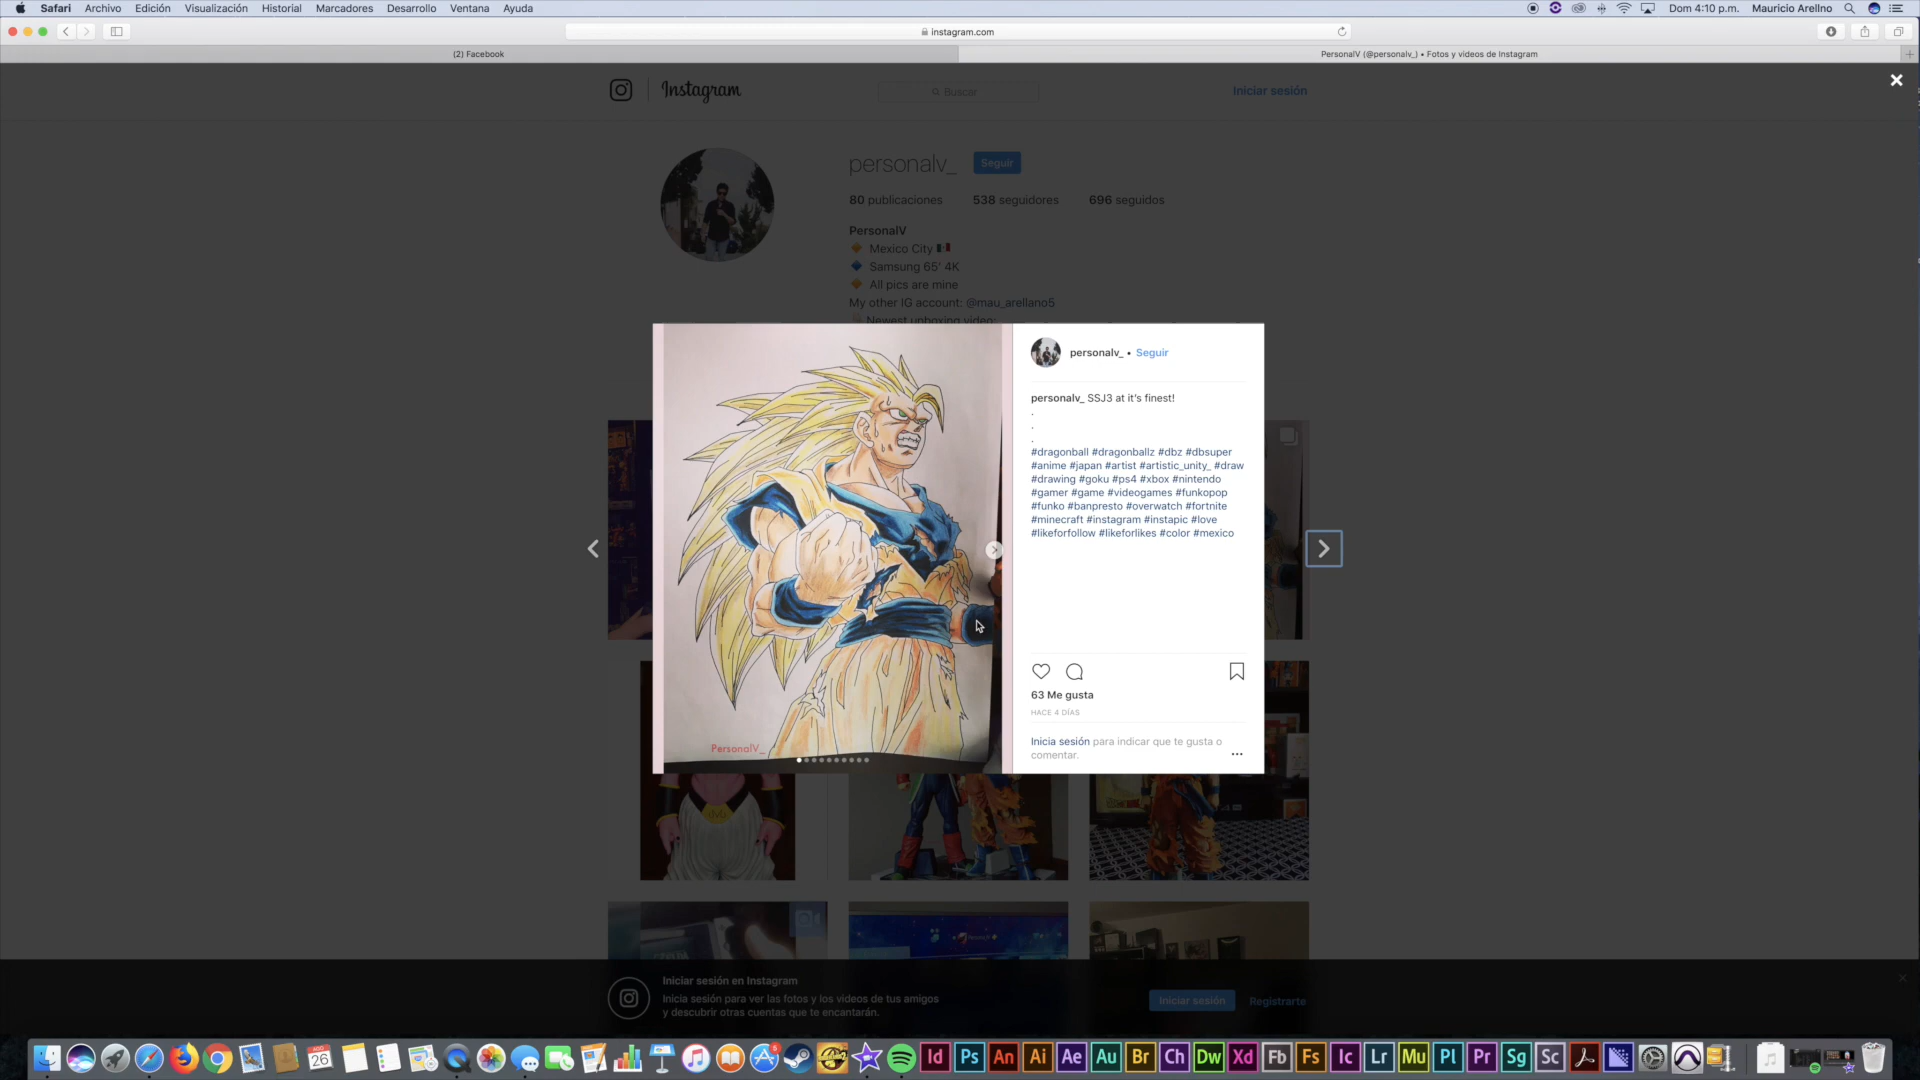 Safari Archivo Edición Visualización Historial Marcadores Desarrollo Ventana Ayuda
Dom 4:10 p.m. Mauricio Arellno
instagram.com
(2) Facebook
PersonalV (@personalv_) • Fotos y videos de Instagram
Instagram
Buscar
Iniciar sesión
personalv_ Seguir
80 publicaciones 538 seguidores 696 seguidos
PersonalV
Mexico City
Samsung 65' 4K
All pics are mine
My other IG account: @mau_arellano5
Newest unboxing video:
personalv_ • Seguir
personalv_ SSJ3 at it's finest!
.
.
.
#dragonball #dragonballz #dbz #dbsuper
#anime #japan #artist #artistic_unity_ #draw
#drawing #goku #ps4 #xbox #nintendo
#gamer #game #videogames #funkopop
#funko #banpresto #overwatch #fortnite
#minecraft #instagram #instapic #love
#likeforfollow #likeforlikes #color #mexico
63 Me gusta
HACE 4 DÍAS
Inicia sesión para indicar que te gusta o
comentar.
PersonalV_
Iniciar sesión en Instagram
Inicia sesión para ver las fotos y los videos de tus amigos
y descubrir otras cuentas que te encantarán.
Iniciar sesión Registrarte
AGO
26
6
Id Ps An Ai Ae Au Br Ch Dw Xd Fb Fs Ic Lr Mu Pl Pr Sg Sc